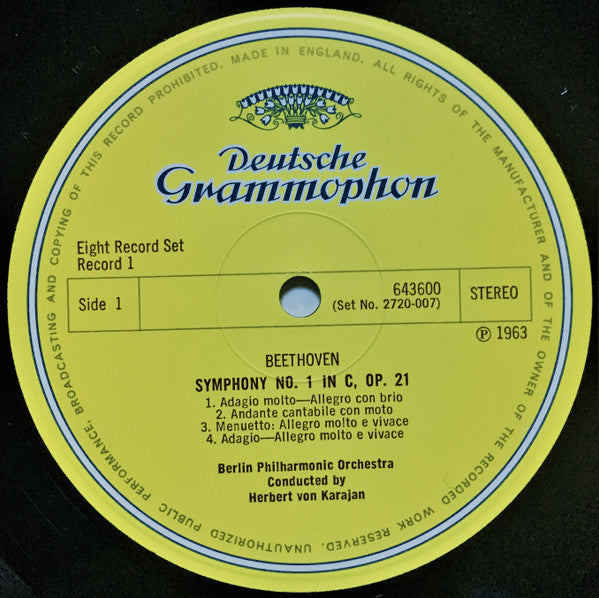 MADE IN ENGLAND. ALL RIGHTS OF THE MANUFACTURER AND OF THE OWNER OF THE RECORDED WORK RESERVED. UNAUTHORIZED PUBLIC PERFORMANCE, BROADCASTING AND COPYING OF THIS RECORD PROHIBITED.
Deutsche
Grammophon
Eight Record Set
Record 1
Side 1
643600
(Set No. 2720-007)
STEREO
℗ 1963
BEETHOVEN
SYMPHONY NO. 1 IN C, OP. 21
1. Adagio molto—Allegro con brio
2. Andante cantabile con moto
3. Menuetto: Allegro molto e vivace
4. Adagio—Allegro molto e vivace
Berlin Philharmonic Orchestra
Conducted by
Herbert von Karajan